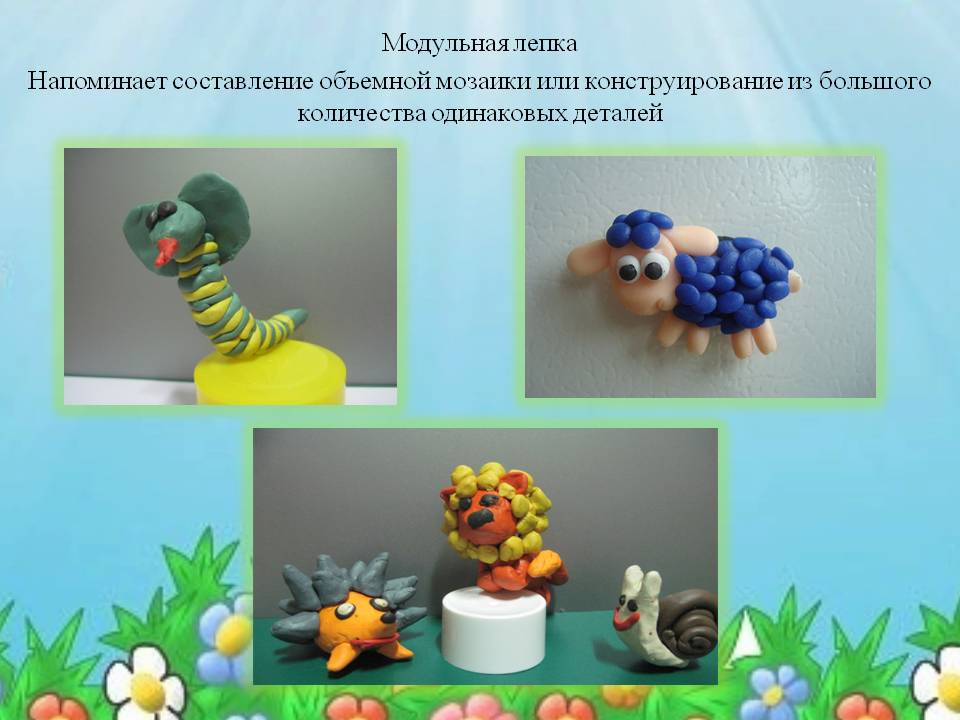 Модульная лепка
Напоминает составление объемной мозаики или конструирование из большого
количества одинаковых деталей